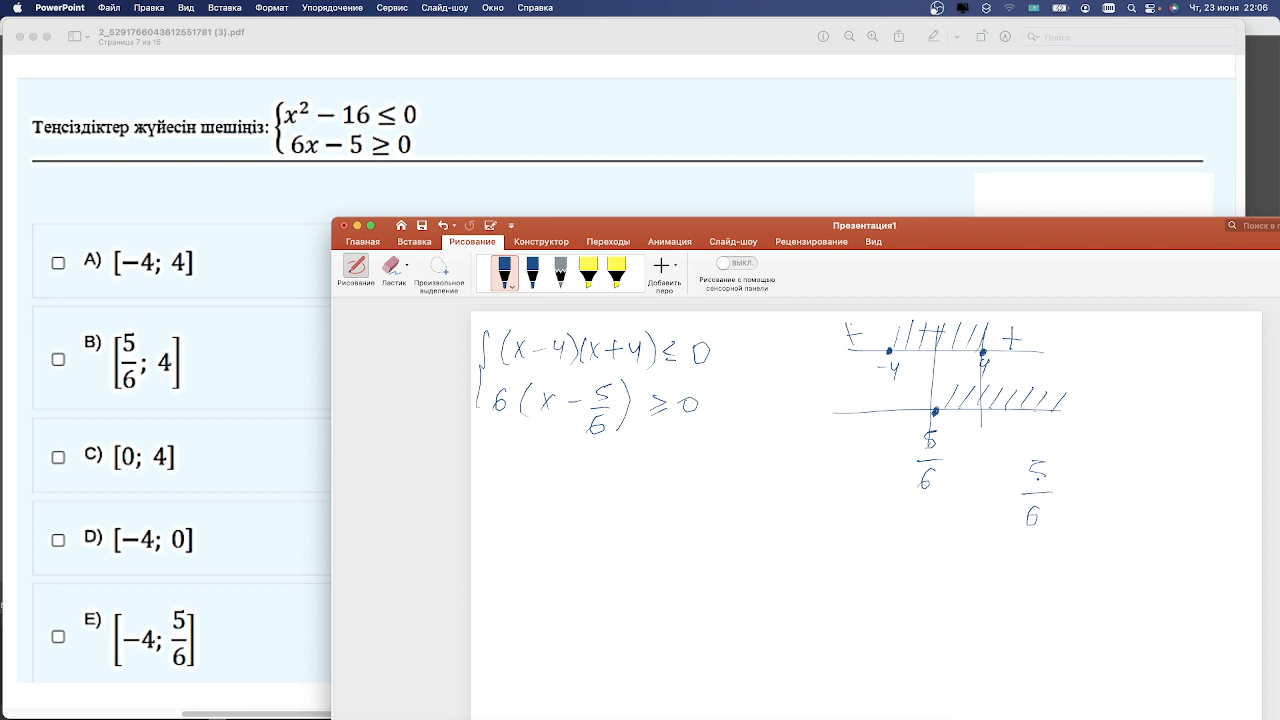 PowerPoint Файл Правка Вид Вставка Формат Упорядочение Сервис Слайд-шоу Окно Справка Чт, 23 июня 22:06
2_5291766043612551781 (3).pdf
Страница 7 из 15
Поиск
Теңсіздіктер жүйесін шешіңіз: {x² − 16 ≤ 0
6x − 5 ≥ 0
A) [−4; 4]
B) [5/6; 4]
C) [0; 4]
D) [−4; 0]
E) [−4; 5/6]
Презентация1
Поиск в п
Главная Вставка Рисование Конструктор Переходы Анимация Слайд-шоу Рецензирование Вид
ВЫКЛ.
Рисование Ластик Произвольное выделение Добавить перо Рисование с помощью сенсорной панели
{(x−4)(x+4) ≤ 0
6(x − 5/6) ≥ 0
+ +
−4 4
5/6
5/6